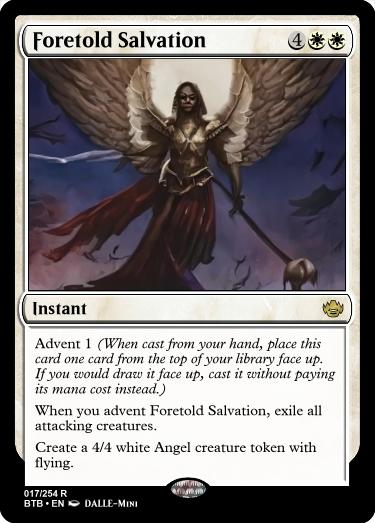 Foretold Salvation 4
Instant
Advent 1 (When cast from your hand, place this
card one card from the top of your library face up.
If you would draw it face up, cast it without paying
its mana cost instead.)
When you advent Foretold Salvation, exile all
attacking creatures.
Create a 4/4 white Angel creature token with
flying.
017/254 R
BTB • EN DALLE-Mini